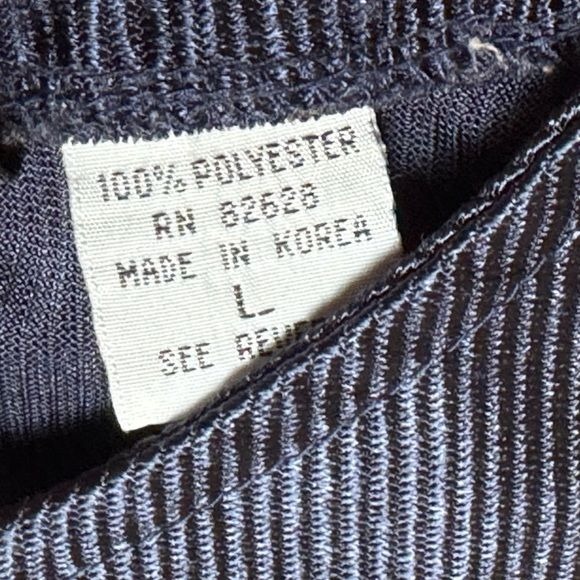 100% POLYESTER
RN 82628
MADE IN KOREA
L
SEE